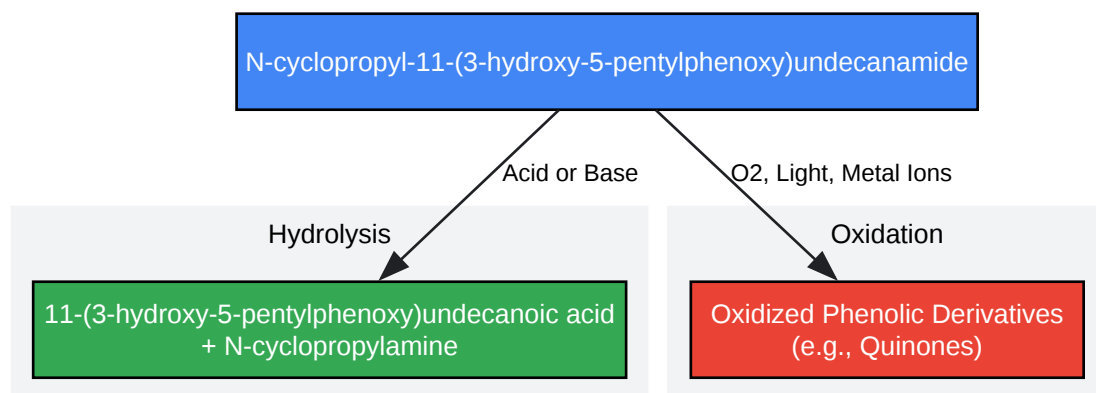 N-cyclopropyl-11-(3-hydroxy-5-pentylphenoxy)undecanamide
Acid or Base
O2, Light, Metal Ions
Hydrolysis
Oxidation
11-(3-hydroxy-5-pentylphenoxy)undecanoic acid
+ N-cyclopropylamine
Oxidized Phenolic Derivatives
(e.g., Quinones)